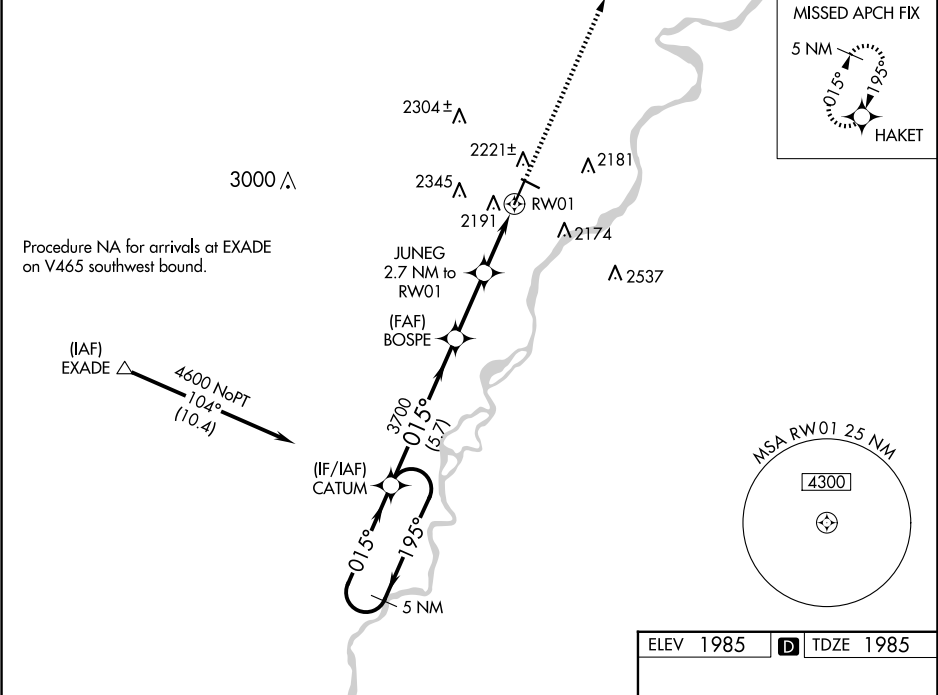 MISSED APCH FIX
5 NM
015°
195°
HAKET
2304±
2221±
2181
3000
2345
RW01
2191
2174
Procedure NA for arrivals at EXADE
on V465 southwest bound.
JUNEG
2.7 NM to
RW01
2537
(FAF)
BOSPE
(IAF)
EXADE
4600 NoPT
104°
(10.4)
3700
015°
(5.7)
(IF/IAF)
CATUM
015°
195°
5 NM
MSA RW01 25 NM
4300
ELEV 1985 D TDZE 1985